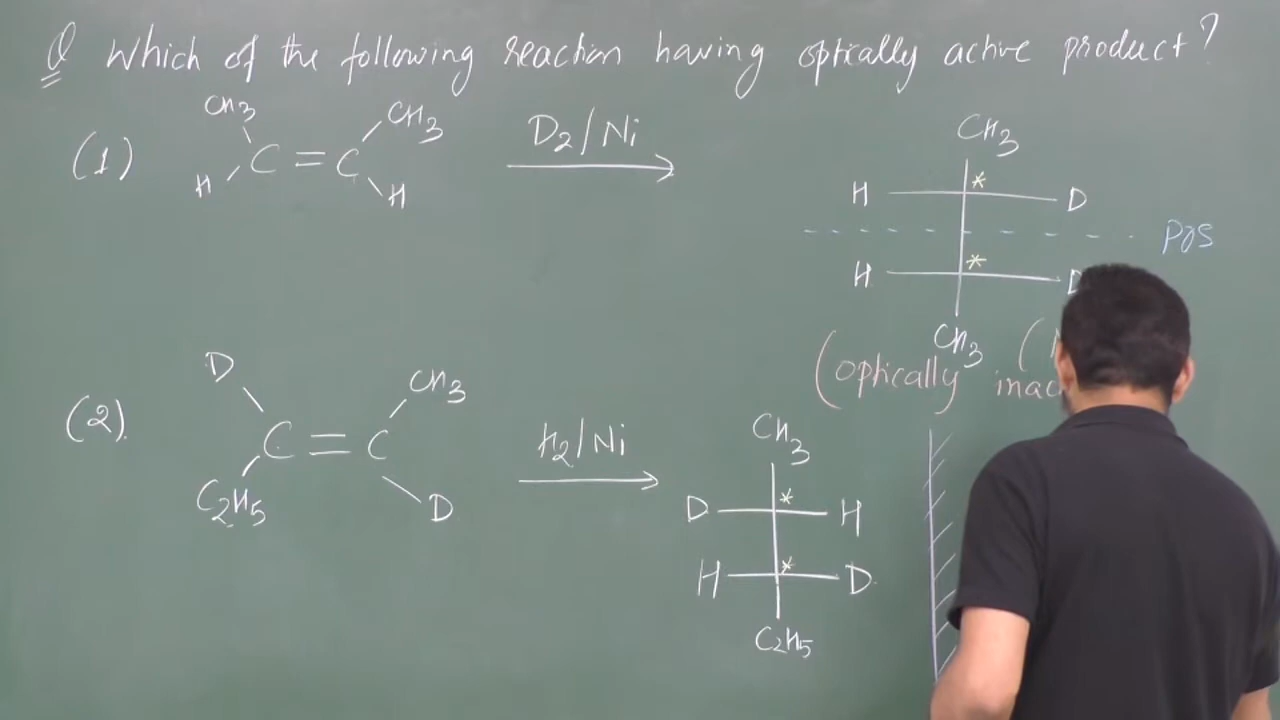 Q Which of the following reaction having optically active product?
(1) CH3 H C = C CH3 H D2/Ni
CH3
H * D
POS
H * D
CH3 (
(optically inac
(2). D C2H5 C = C CH3 D H2/Ni
CH3
D * H
H * D
C2H5